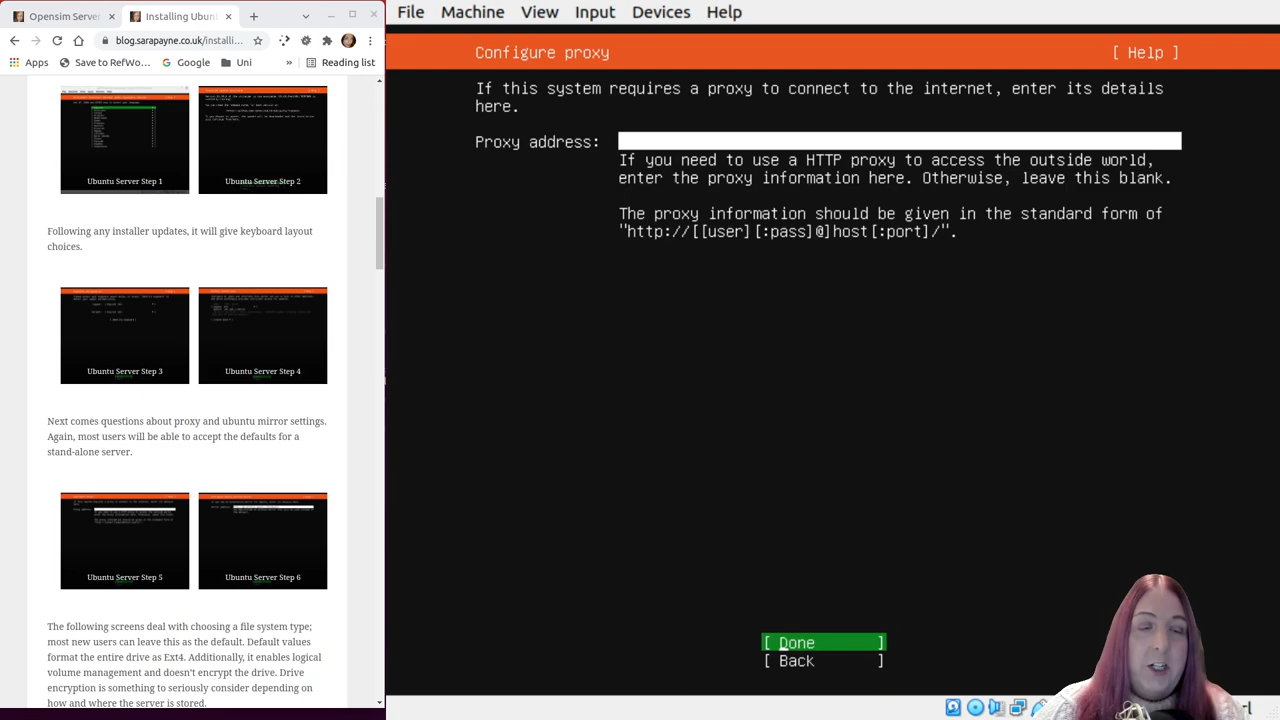 Opensim Server
Installing Ubunt
blog.sarapayne.co.uk/installi...
Apps
Save to RefWo...
Google
Uni
»
Reading list
Ubuntu Server Step 1
Ubuntu Server Step 2
Following any installer updates, it will give keyboard layout
choices.
Ubuntu Server Step 3
Ubuntu Server Step 4
Next comes questions about proxy and ubuntu mirror settings.
Again, most users will be able to accept the defaults for a
stand-alone server.
Ubuntu Server Step 5
Ubuntu Server Step 6
The following screens deal with choosing a file system type;
most new users can leave this as the default. Default values
format the entire drive as Ext4. Additionally, it enables logical
volume management and doesn't encrypt the drive. Drive
encryption is something to seriously consider depending on
how and where the server is stored.
File Machine View Input Devices Help
Configure proxy [ Help ]
If this system requires a proxy to connect to the internet, enter its details
here.
Proxy address:
If you need to use a HTTP proxy to access the outside world,
enter the proxy information here. Otherwise, leave this blank.
The proxy information should be given in the standard form of
"http://[[user][:pass]@]host[:port]/".
[ Done ]
[ Back ]